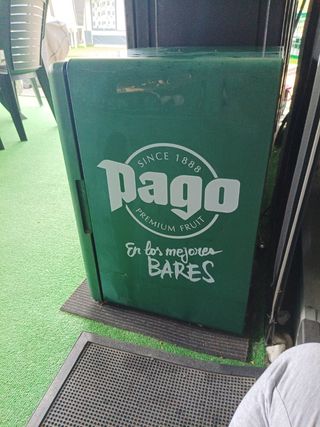 SINCE 1888
Pago
PREMIUM FRUIT
En los mejores
BARES